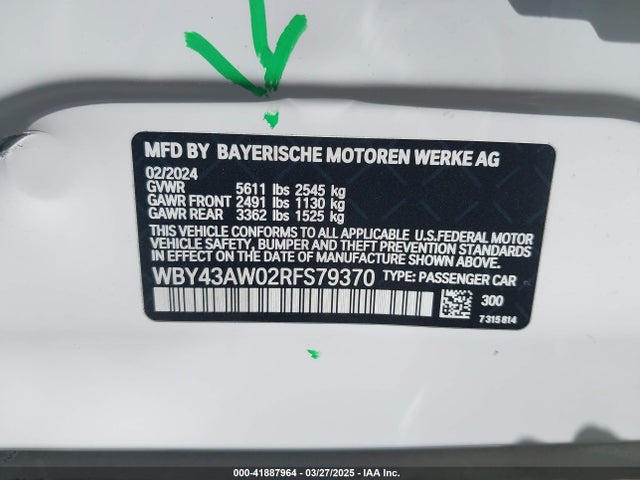 MFD BY BAYERISCHE MOTOREN WERKE AG
02/2024
GVWR 5611 lbs 2545 kg
GAWR FRONT 2491 lbs 1130 kg
GAWR REAR 3362 lbs 1525 kg
THIS VEHICLE CONFORMS TO ALL APPLICABLE U.S.FEDERAL MOTOR
VEHICLE SAFETY, BUMPER AND THEFT PREVENTION STANDARDS
IN EFFECT ON THE DATE OF MANUFACTURE SHOWN ABOVE.
WBY43AW02RFS79370 TYPE: PASSENGER CAR
300
7315814
000-41887964 - 03/27/2025 - IAA Inc.